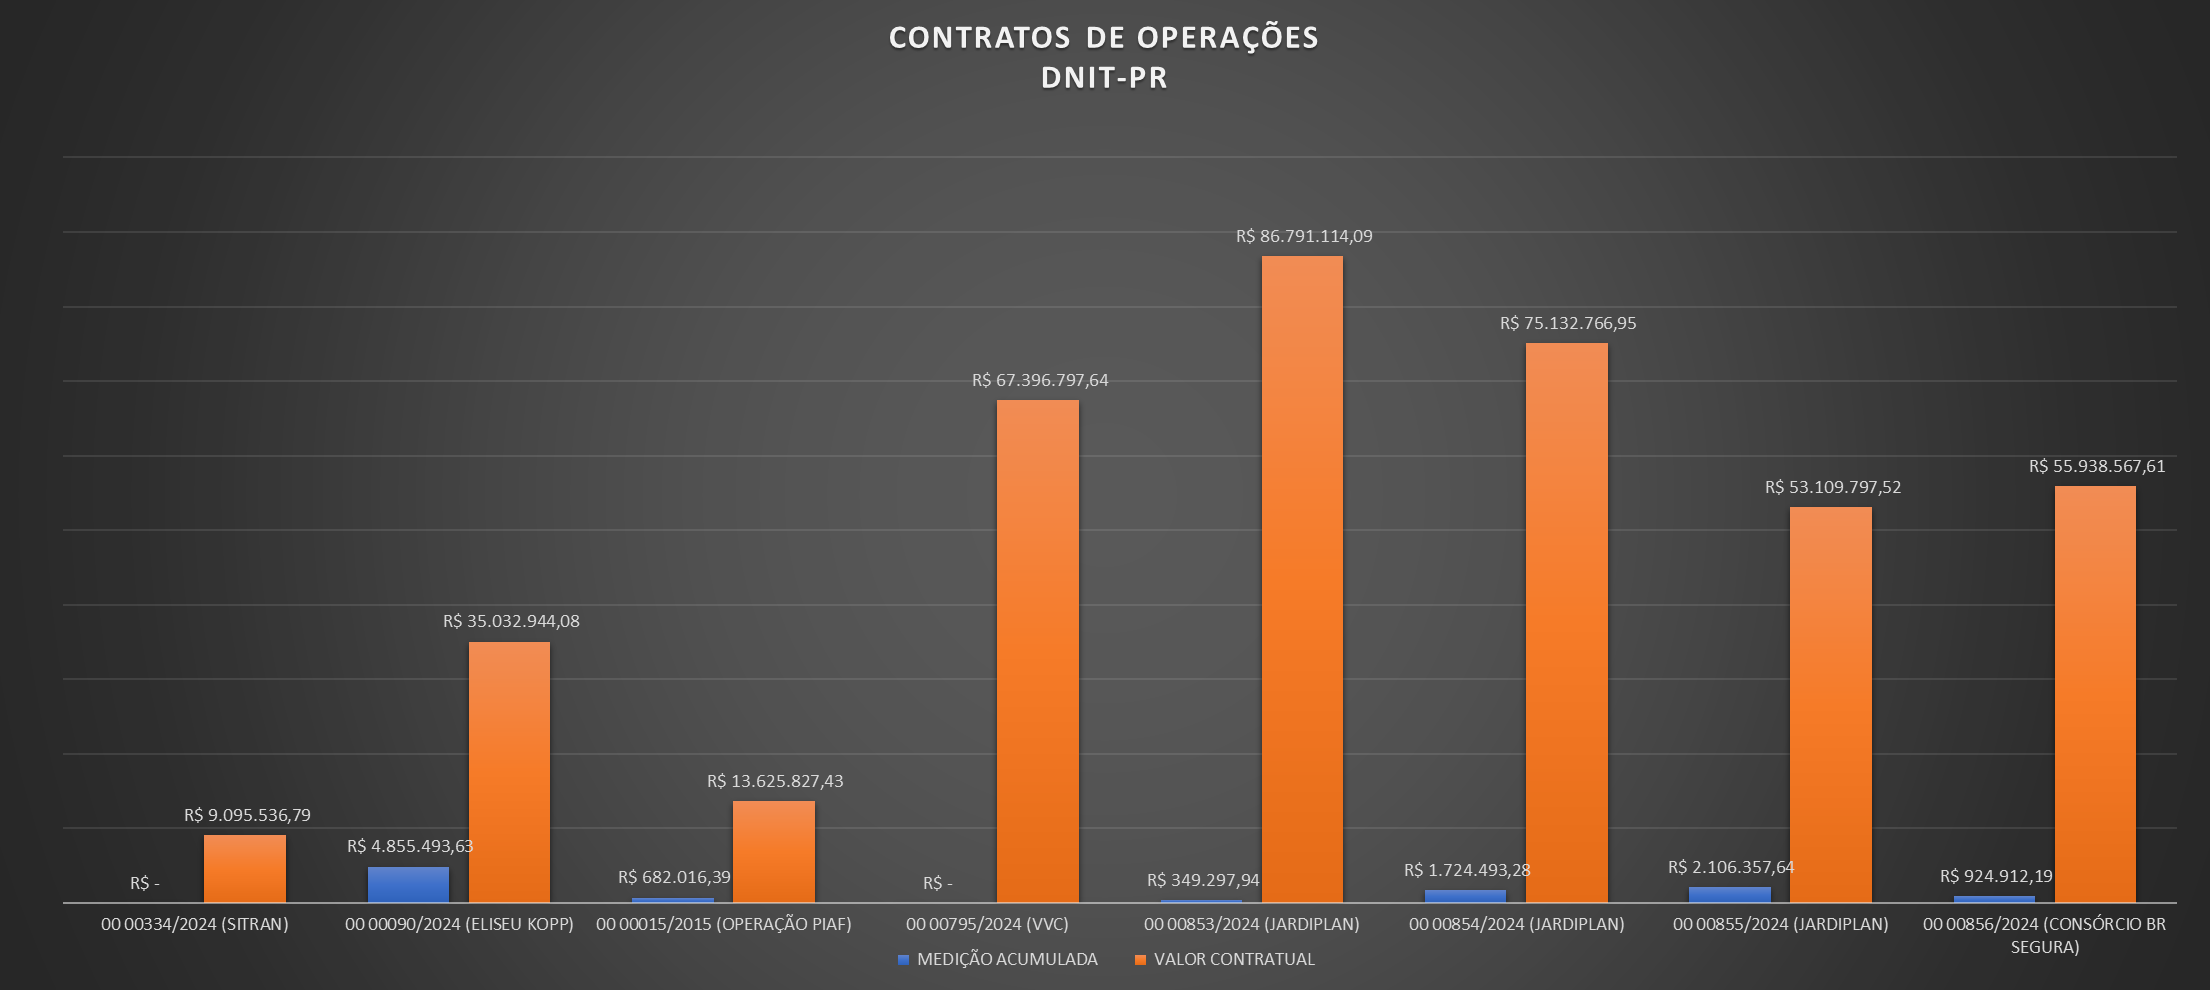 CONTRATOS DE OPERAÇÕES
DNIT-PR
R$ 86.791.114,09
R$ 75.132.766,95
R$ 67.396.797,64
R$ 55.938.567,61
R$ 53.109.797,52
R$ 35.032.944,08
R$ 13.625.827,43
R$ 9.095.536,79
R$ 4.855.493,63
R$ 2.106.357,64
R$ 1.724.493,28
R$ 924.912,19
R$ 682.016,39
R$ 349.297,94
R$ -
R$ -
00 00334/2024 (SITRAN)
00 00090/2024 (ELISEU KOPP)
00 00015/2015 (OPERAÇÃO PIAF)
00 00795/2024 (VVC)
00 00853/2024 (JARDIPLAN)
00 00854/2024 (JARDIPLAN)
00 00855/2024 (JARDIPLAN)
00 00856/2024 (CONSÓRCIO BR
SEGURA)
MEDIÇÃO ACUMULADA
VALOR CONTRATUAL